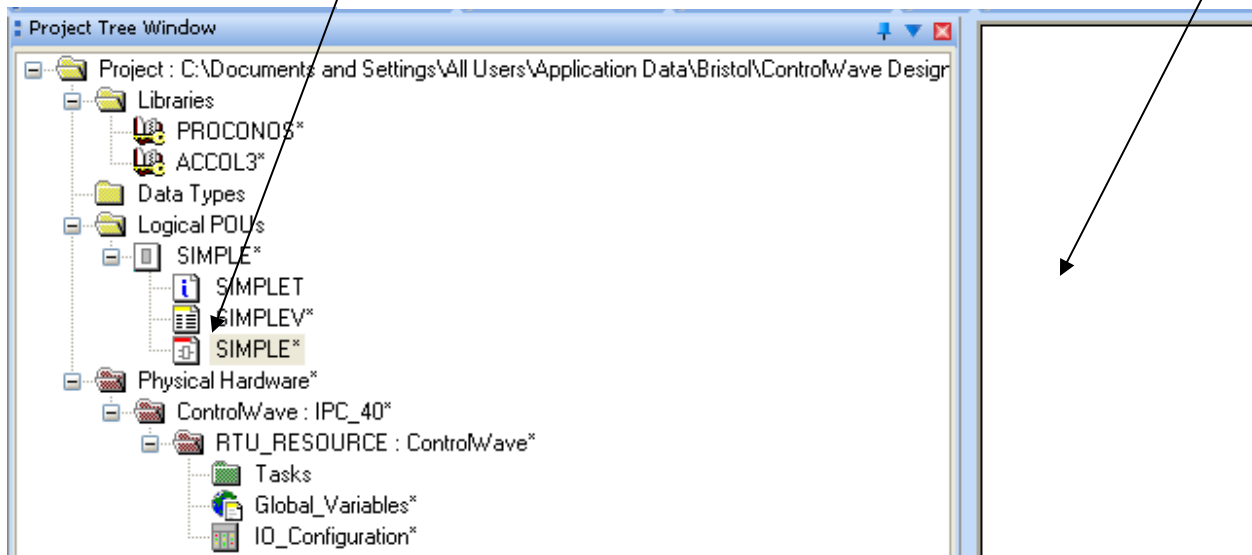 Project Tree Window
Project : C:\Documents and Settings\All Users\Application Data\Bristol\ControlWave Design
Libraries
PROCONOS*
ACCOL3*
Data Types
Logical POUs
SIMPLE*
SIMPLET
SIMPLEV*
SIMPLE*
Physical Hardware*
ControlWave : IPC_40*
RTU_RESOURCE : ControlWave*
Tasks
Global_Variables*
IO_Configuration*